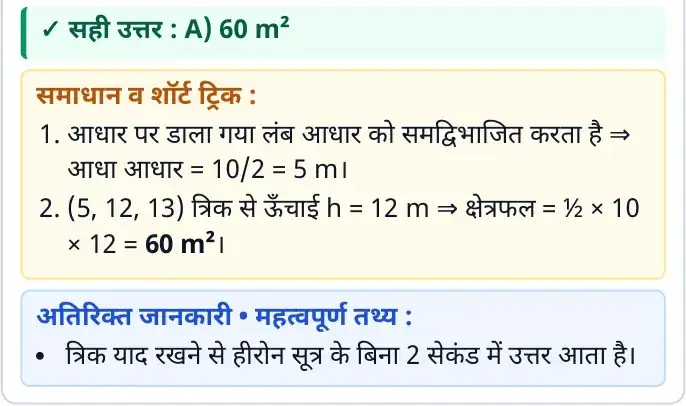 ✓ सही उत्तर : A) 60 m²
समाधान व शॉर्ट ट्रिक :
1. आधार पर डाला गया लंब आधार को समद्विभाजित करता है ⇒
आधा आधार = 10/2 = 5 m।
2. (5, 12, 13) त्रिक से ऊँचाई h = 12 m ⇒ क्षेत्रफल = ½ × 10
× 12 = 60 m²।
अतिरिक्त जानकारी • महत्वपूर्ण तथ्य :
• त्रिक याद रखने से हीरोन सूत्र के बिना 2 सेकंड में उत्तर आता है।